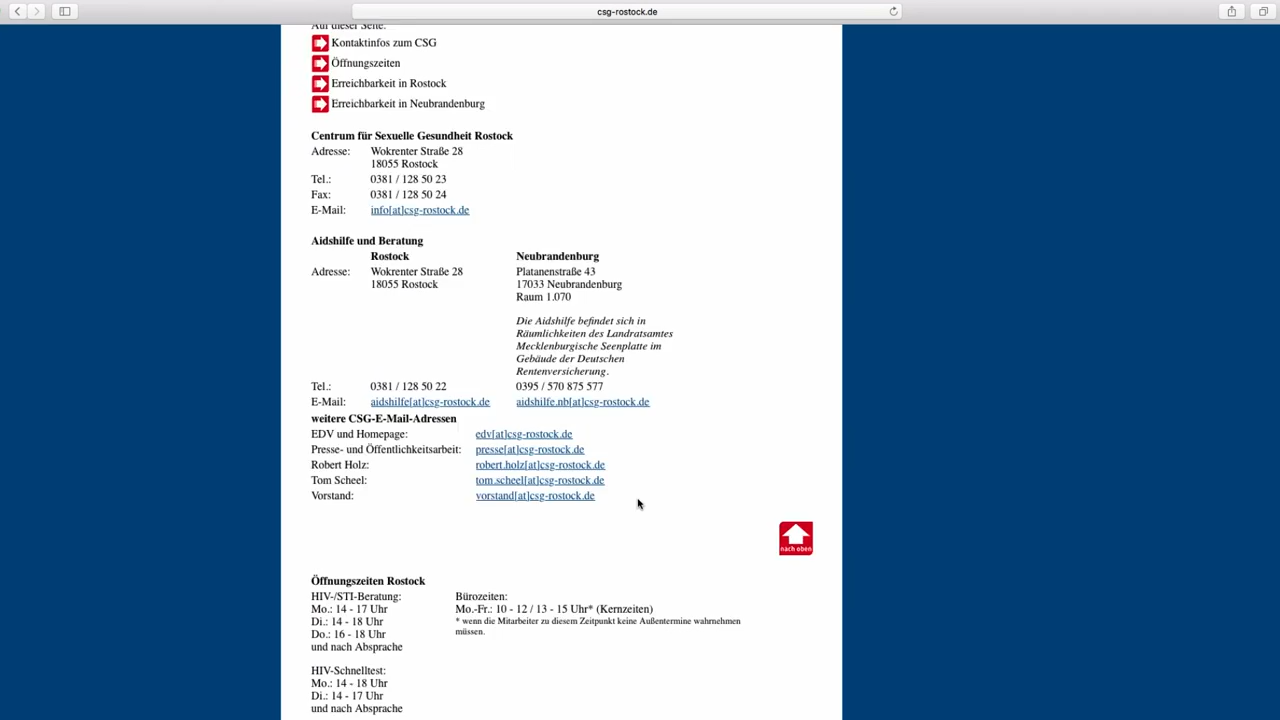 csg-rostock.de
Auf dieser Seite:
Kontaktinfos zum CSG
Öffnungszeiten
Erreichbarkeit in Rostock
Erreichbarkeit in Neubrandenburg
Centrum für Sexuelle Gesundheit Rostock
Adresse: Wokrenter Straße 28
18055 Rostock
Tel.: 0381 / 128 50 23
Fax: 0381 / 128 50 24
E-Mail: info[at]csg-rostock.de
Aidshilfe und Beratung
Rostock Neubrandenburg
Adresse: Wokrenter Straße 28 Platanenstraße 43
18055 Rostock 17033 Neubrandenburg
Raum 1.070
Die Aidshilfe befindet sich in
Räumlichkeiten des Landratsamtes
Mecklenburgische Seenplatte im
Gebäude der Deutschen
Rentenversicherung.
Tel.: 0381 / 128 50 22 0395 / 570 875 577
E-Mail: aidshilfe[at]csg-rostock.de aidshilfe.nb[at]csg-rostock.de
weitere CSG-E-Mail-Adressen
EDV und Homepage: edv[at]csg-rostock.de
Presse- und Öffentlichkeitsarbeit: presse[at]csg-rostock.de
Robert Holz: robert.holz[at]csg-rostock.de
Tom Scheel: tom.scheel[at]csg-rostock.de
Vorstand: vorstand[at]csg-rostock.de
nach oben
Öffnungszeiten Rostock
HIV-/STI-Beratung: Bürozeiten:
Mo.: 14 - 17 Uhr Mo.-Fr.: 10 - 12 / 13 - 15 Uhr* (Kernzeiten)
Di.: 14 - 18 Uhr * wenn die Mitarbeiter zu diesem Zeitpunkt keine Außentermine wahrnehmen
Do.: 16 - 18 Uhr müssen.
und nach Absprache
HIV-Schnelltest:
Mo.: 14 - 18 Uhr
Di.: 14 - 17 Uhr
und nach Absprache